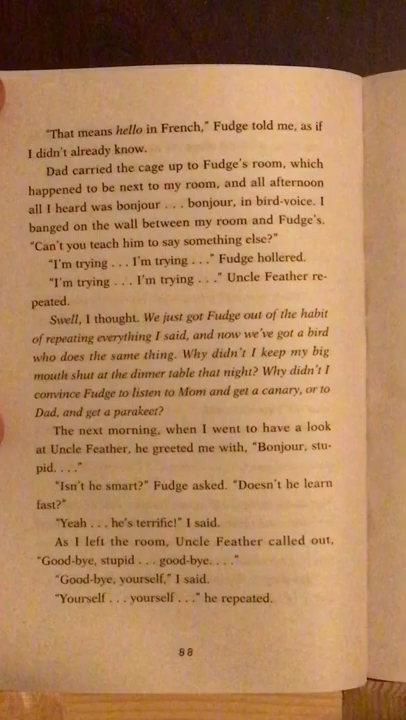 "That means hello in French," Fudge told me, as if
I didn't already know.
Dad carried the cage up to Fudge's room, which
happened to be next to my room, and all afternoon
all I heard was bonjour . . . bonjour, in bird-voice. I
banged on the wall between my room and Fudge's.
"Can't you teach him to say something else?"
"I'm trying . . . I'm trying . . ." Fudge hollered.
"I'm trying . . . I'm trying . . ." Uncle Feather re-
peated.
Swell, I thought. We just got Fudge out of the habit
of repeating everything I said, and now we've got a bird
who does the same thing. Why didn't I keep my big
mouth shut at the dinner table that night? Why didn't I
convince Fudge to listen to Mom and get a canary, or to
Dad, and get a parakeet?
The next morning, when I went to have a look
at Uncle Feather, he greeted me with, "Bonjour, stu-
pid. . . ."
"Isn't he smart?" Fudge asked. "Doesn't he learn
fast?"
"Yeah . . . he's terrific!" I said.
As I left the room, Uncle Feather called out,
"Good-bye, stupid . . . good-bye. . . ."
"Good-bye, yourself," I said.
"Yourself . . . yourself . . ." he repeated.
88